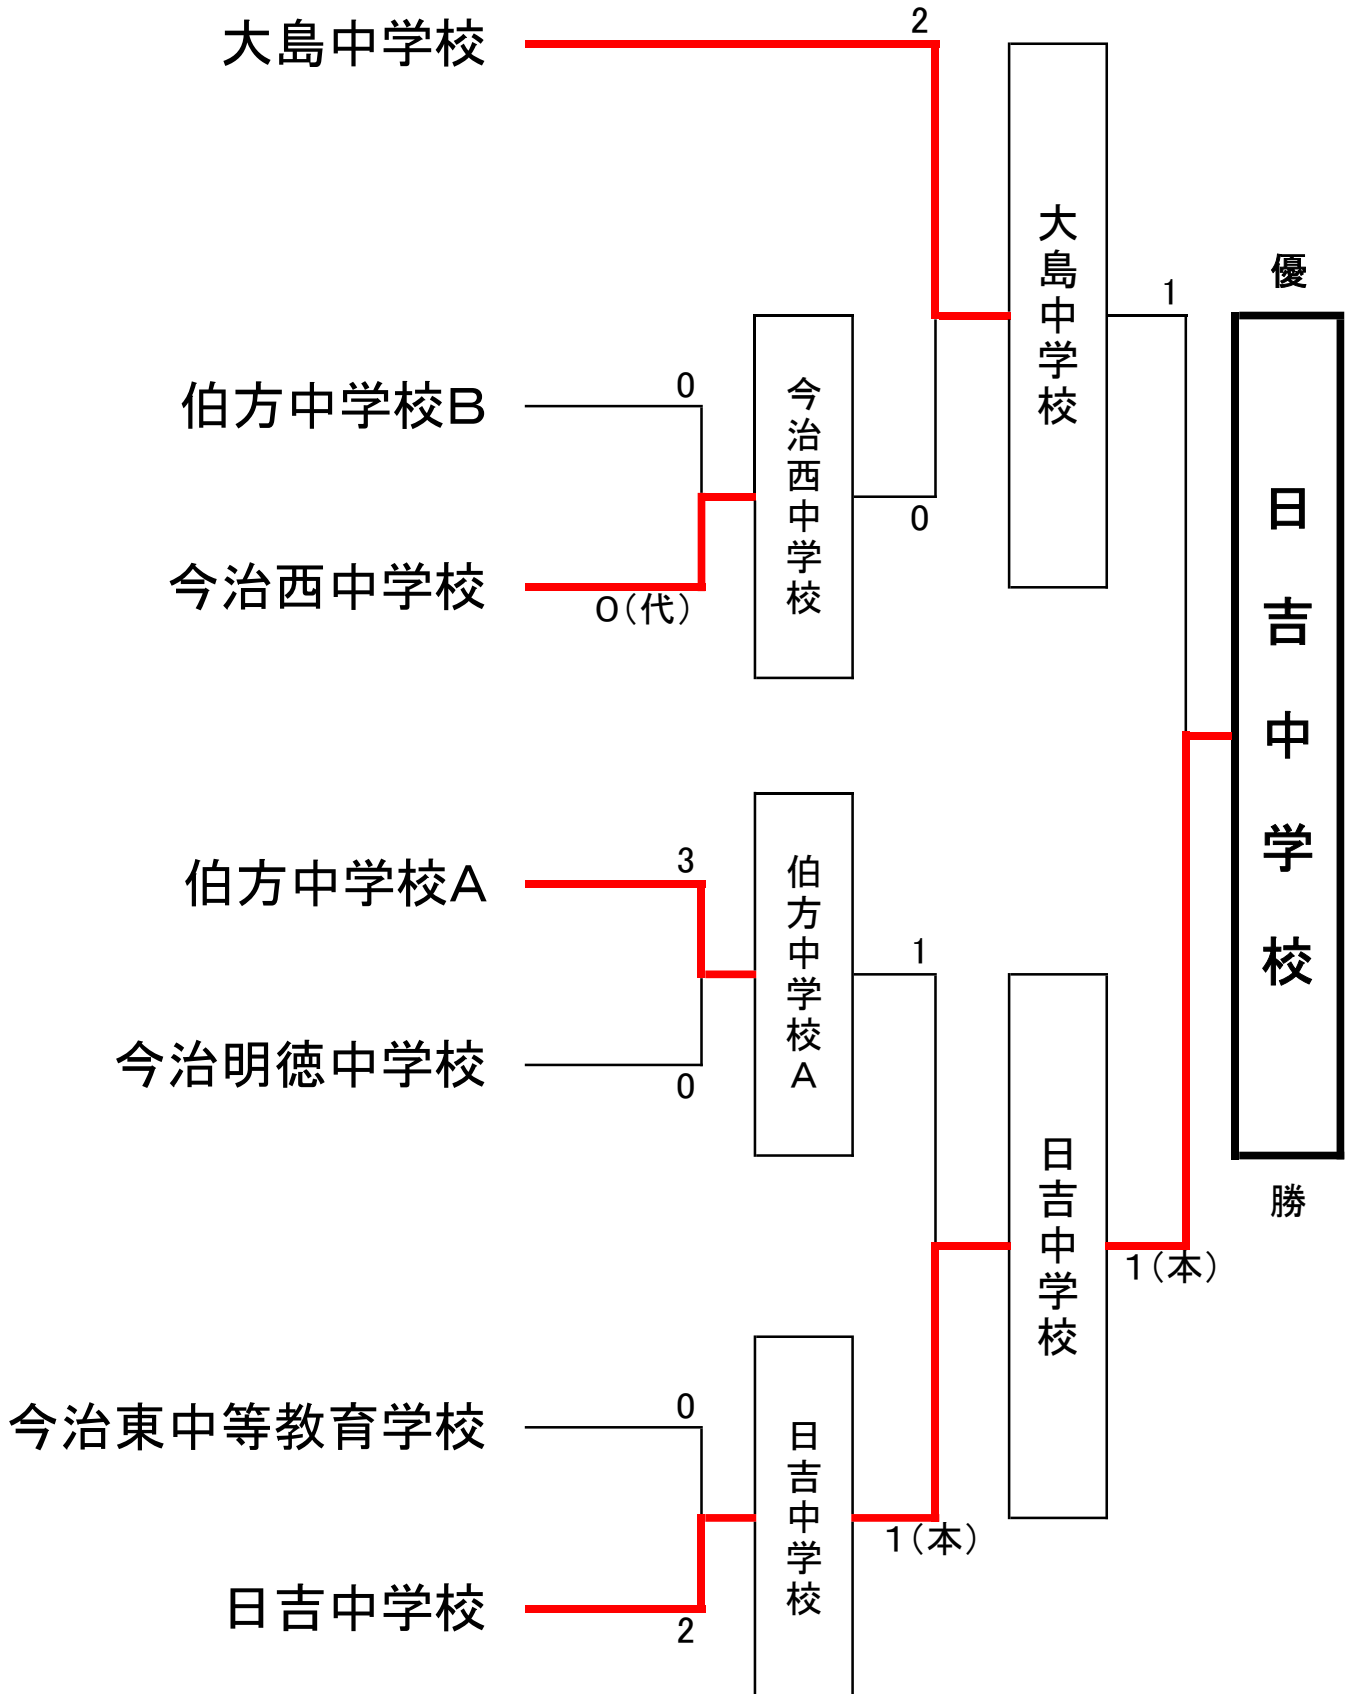 大島中学校
2
伯方中学校B
0
今治西中学校
0(代)
伯方中学校A
3
今治明徳中学校
0
今治東中等教育学校
0
日吉中学校
2
今治西中学校
0
伯方中学校A
1
日吉中学校
1(本)
大島中学校
1
日吉中学校
1(本)
優
日吉中学校
勝